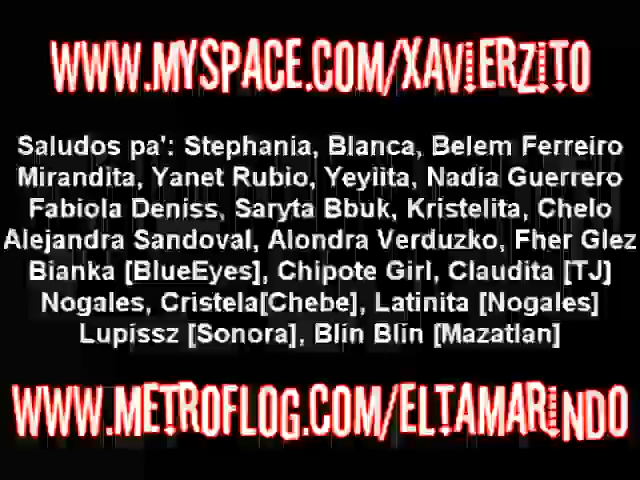 WWW.MYSPACE.COM/XAVIERZITO
Saludos pa': Stephania, Blanca, Belem Ferreiro
Mirandita, Yanet Rubio, Yeyiita, Nadia Guerrero
Fabiola Deniss, Saryta Bbuk, Kristelita, Chelo
Alejandra Sandoval, Alondra Verduzko, Fher Glez
Bianka [BlueEyes], Chipote Girl, Claudita [TJ]
Nogales, Cristela[Chebe], Latinita [Nogales]
Lupissz [Sonora], Blin Blin [Mazatlan]
WWW.METROFLOG.COM/ELTAMARINDO